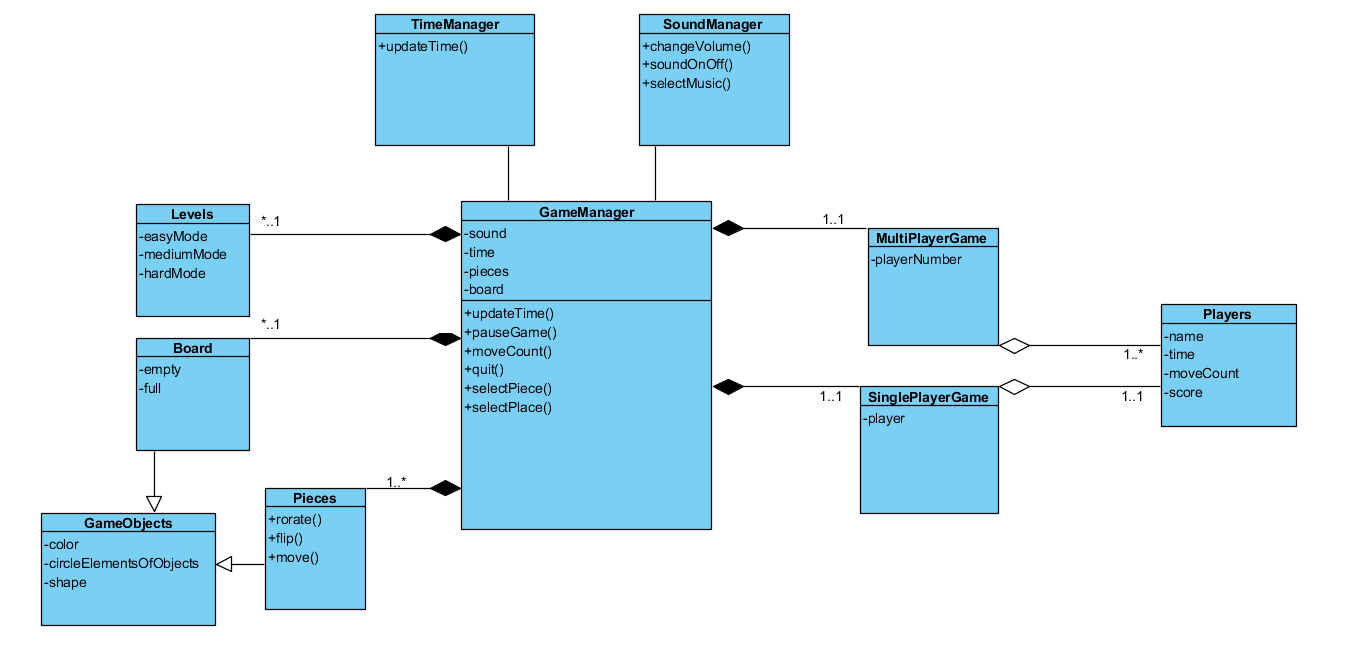 TimeManager
+updateTime()
SoundManager
+changeVolume()
+soundOnOff()
+selectMusic()
Levels
-easyMode
-mediumMode
-hardMode
*..1
GameManager
-sound
-time
-pieces
-board
+updateTime()
+pauseGame()
+moveCount()
+quit()
+selectPiece()
+selectPlace()
1..1
MultiPlayerGame
-playerNumber
Players
-name
-time
-moveCount
-score
1..*
1..1
*..1
Board
-empty
-full
1..1
SinglePlayerGame
-player
1..*
Pieces
+rorate()
+flip()
+move()
GameObjects
-color
-circleElementsOfObjects
-shape